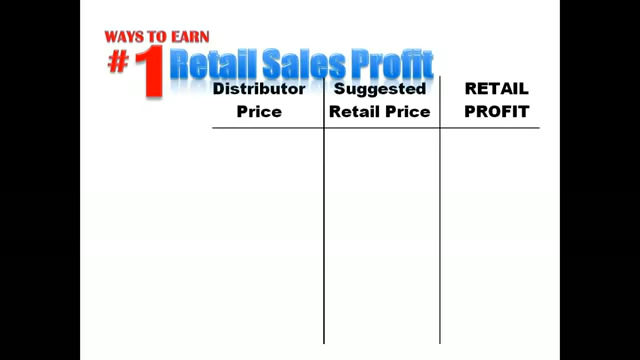 WAYS TO EARN
#1 Retail Sales Profit
Distributor Suggested RETAIL
Price Retail Price PROFIT